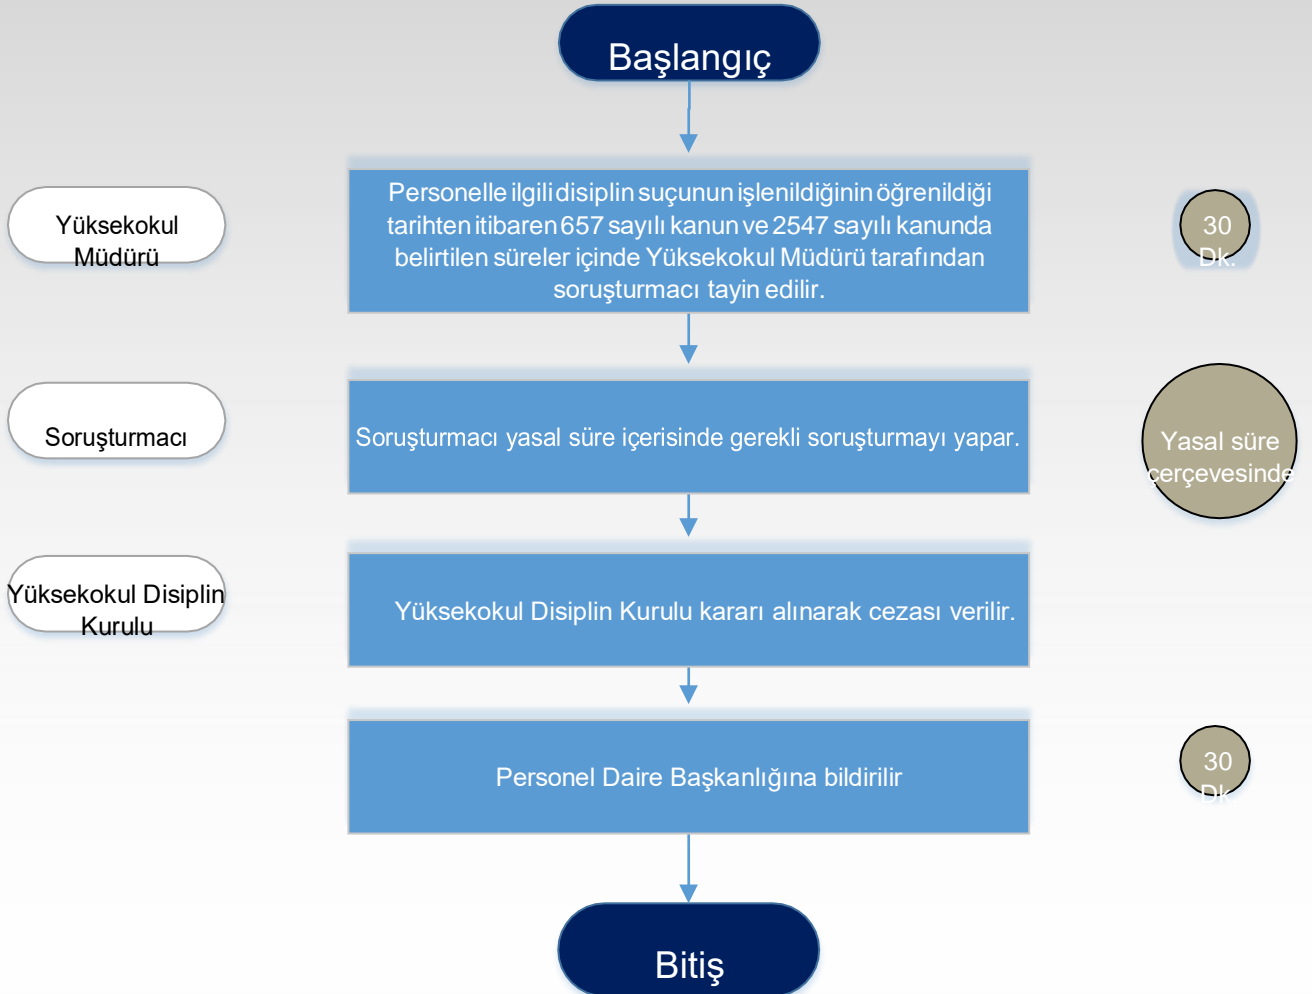 Başlangıç
Yüksekokul
Müdürü
Personelle ilgili disiplin suçunun işlenildiğinin öğrenildiği
tarihten itibaren 657 sayılı kanun ve 2547 sayılı kanunda
belirtilen süreler içinde Yüksekokul Müdürü tarafından
soruşturmacı tayin edilir.
30
Dk.
Soruşturmacı
Soruşturmacı yasal süre içerisinde gerekli soruşturmayı yapar.
Yasal süre
çerçevesinde
Yüksekokul Disiplin
Kurulu
Yüksekokul Disiplin Kurulu kararı alınarak cezası verilir.
Personel Daire Başkanlığına bildirilir
30
Dk.
Bitiş